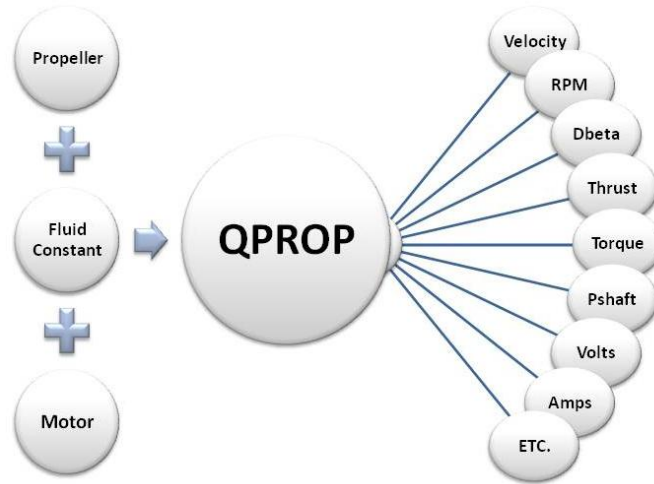 Propeller
Fluid
Constant
Motor
QPROP
Velocity
RPM
Dbeta
Thrust
Torque
Pshaft
Volts
Amps
ETC.